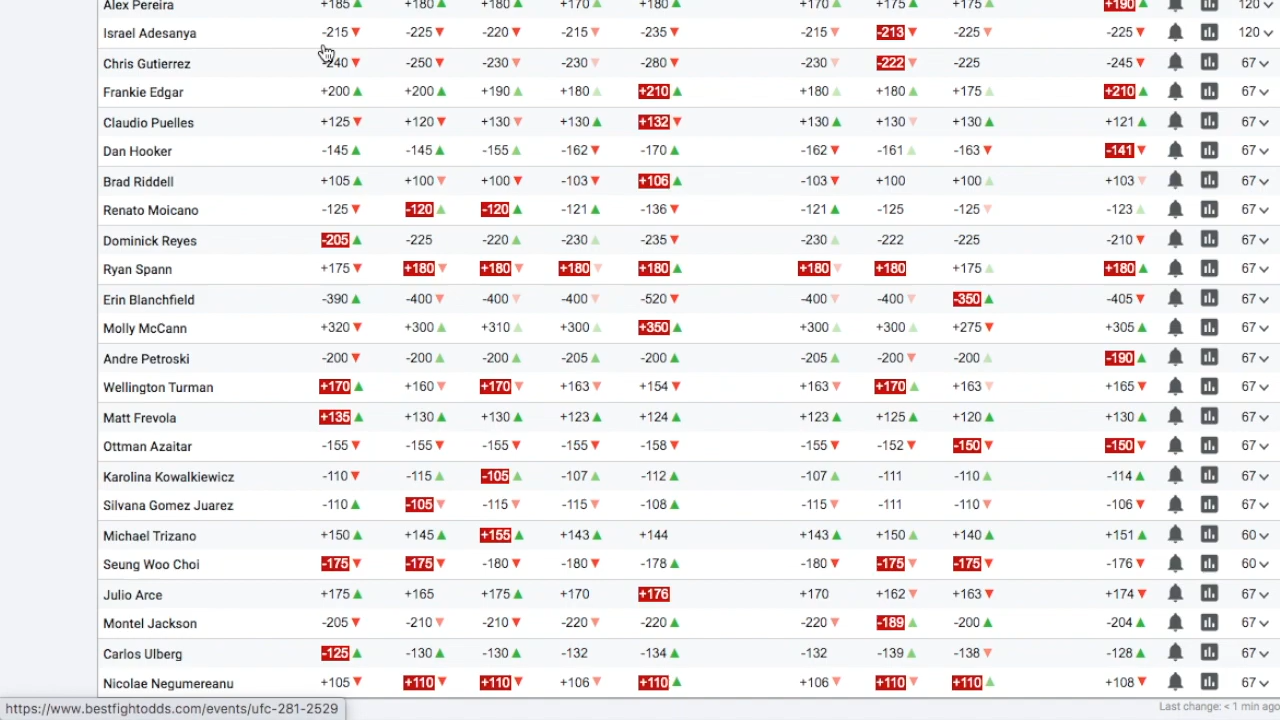 Alex Pereira +185 +180 +180 +170 +180 +170 +175 +175 +190 120
Israel Adesanya -215 -225 -220 -215 -235 -215 -213 -225 -225 120
Chris Gutierrez -240 -250 -230 -230 -280 -230 -222 -225 -245 67
Frankie Edgar +200 +200 +190 +180 +210 +180 +180 +175 +210 67
Claudio Puelles +125 +120 +130 +130 +132 +130 +130 +130 +121 67
Dan Hooker -145 -145 -155 -162 -170 -162 -161 -163 -141 67
Brad Riddell +105 +100 +100 -103 +106 -103 +100 +100 +103 67
Renato Moicano -125 -120 -120 -121 -136 -121 -125 -125 -123 67
Dominick Reyes -205 -225 -220 -230 -235 -230 -222 -225 -210 67
Ryan Spann +175 +180 +180 +180 +180 +180 +180 +175 +180 67
Erin Blanchfield -390 -400 -400 -400 -520 -400 -400 -350 -405 67
Molly McCann +320 +300 +310 +300 +350 +300 +300 +275 +305 67
Andre Petroski -200 -200 -200 -205 -200 -205 -200 -200 -190 67
Wellington Turman +170 +160 +170 +163 +154 +163 +170 +163 +165 67
Matt Frevola +135 +130 +130 +123 +124 +123 +125 +120 +130 67
Ottman Azaitar -155 -155 -155 -155 -158 -155 -152 -150 -150 67
Karolina Kowalkiewicz -110 -115 -105 -107 -112 -107 -111 -110 -114 67
Silvana Gomez Juarez -110 -105 -115 -115 -108 -115 -111 -110 -106 67
Michael Trizano +150 +145 +155 +143 +144 +143 +150 +140 +151 60
Seung Woo Choi -175 -175 -180 -180 -178 -180 -175 -175 -176 60
Julio Arce +175 +165 +175 +170 +176 +170 +162 +163 +174 67
Montel Jackson -205 -210 -210 -220 -220 -220 -189 -200 -204 67
Carlos Ulberg -125 -130 -130 -132 -134 -132 -139 -138 -128 67
Nicolae Negumereanu +105 +110 +110 +106 +110 +106 +110 +110 +108 67
https://www.bestfightodds.com/events/ufc-281-2529
Last change: < 1 min ago